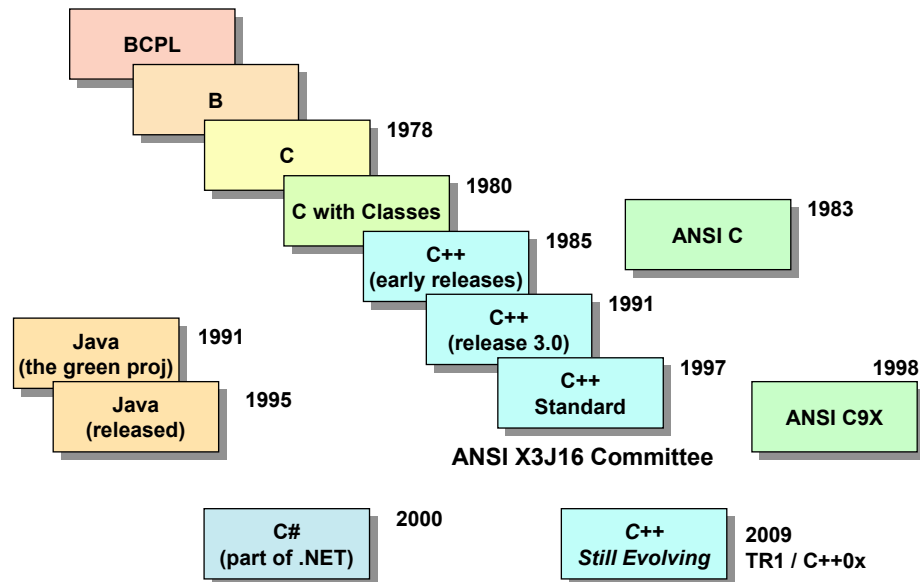 BCPL
B
1978
C
1980
C with Classes
1983
ANSI C
1985
C++
(early releases)
1991
C++
(release 3.0)
1991
Java
(the green proj)
1997
C++
Standard
1998
ANSI C9X
1995
Java
(released)
ANSI X3J16 Committee
2000
C#
(part of .NET)
C++
Still Evolving
2009
TR1 / C++0x